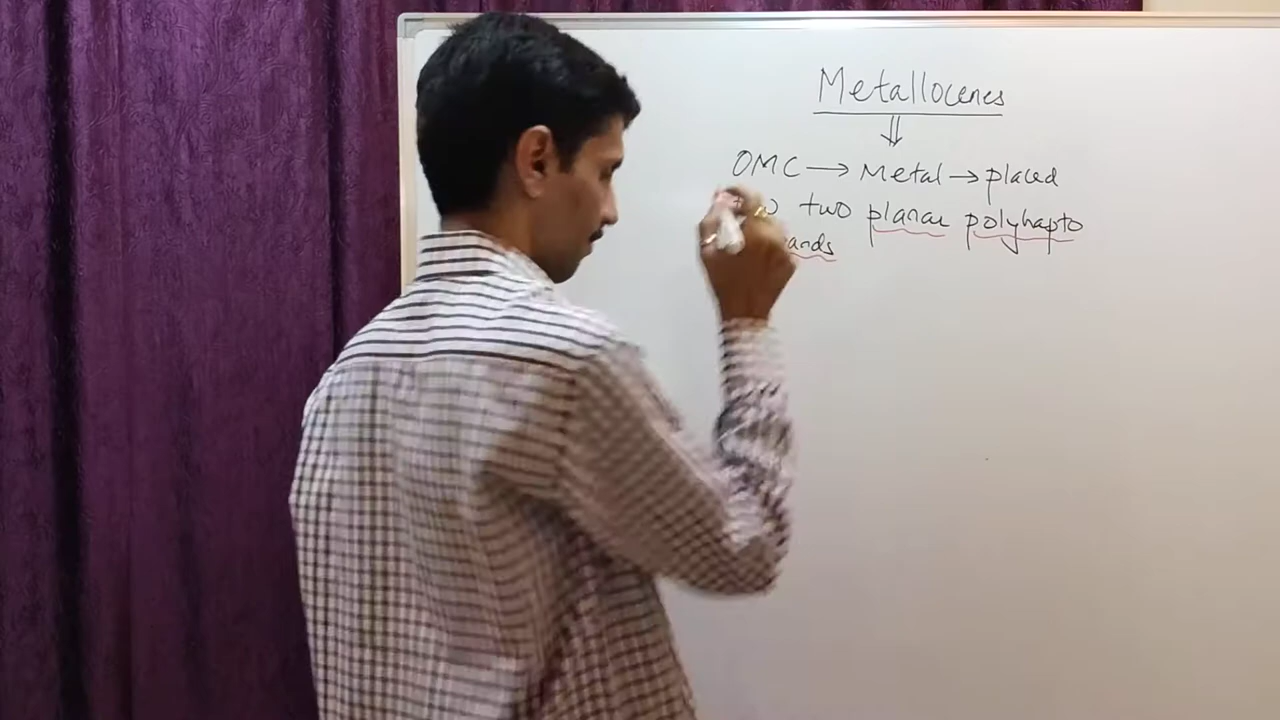 Metallocenes
⇓
OMC → Metal → placed
two planar polyhapto